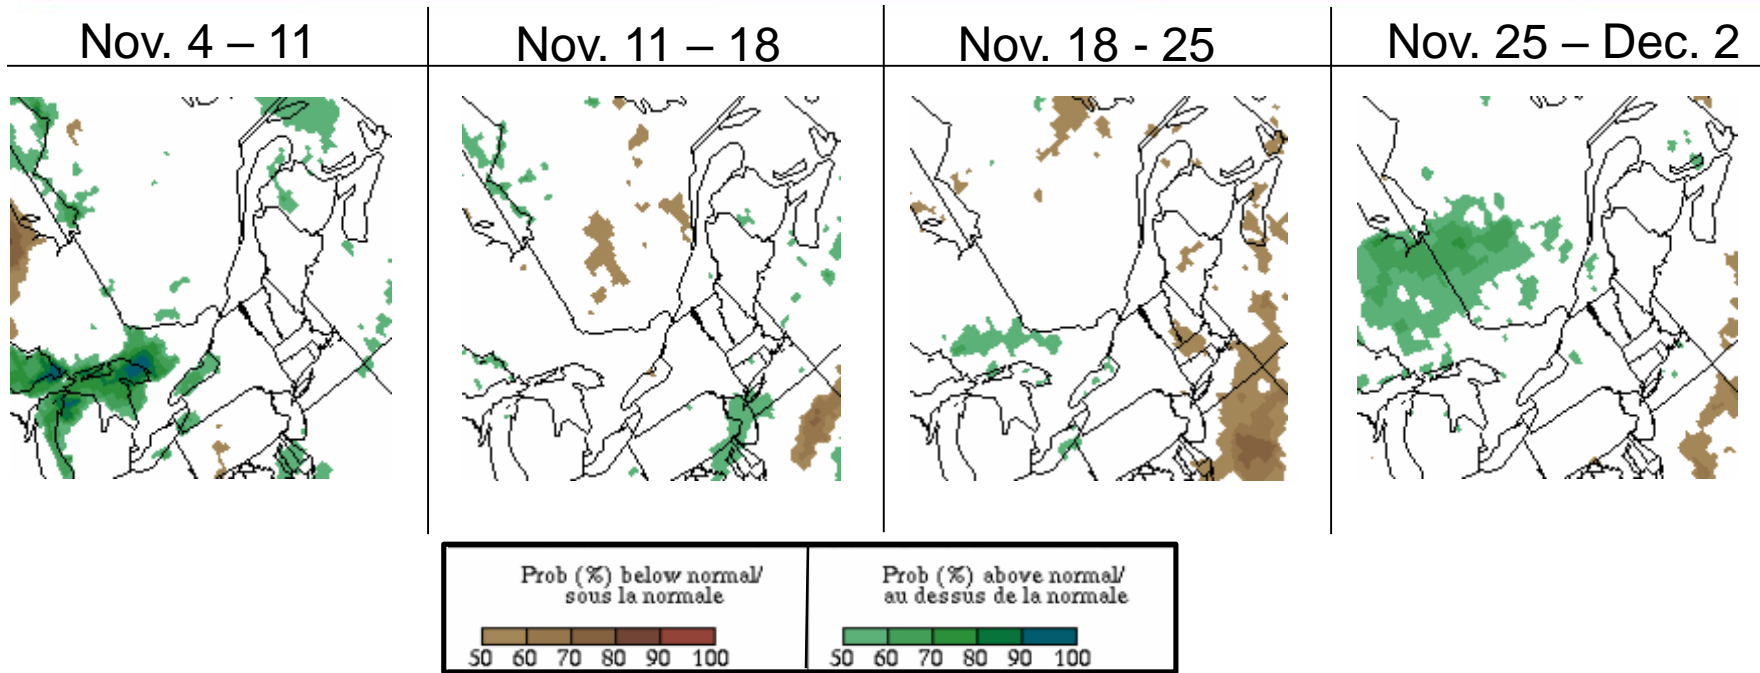 Nov. 4 – 11
Nov. 11 – 18
Nov. 18 - 25
Nov. 25 – Dec. 2
Prob (%) below normal/
sous la normale
50 60 70 80 90 100
Prob (%) above normal/
au dessus de la normale
50 60 70 80 90 100